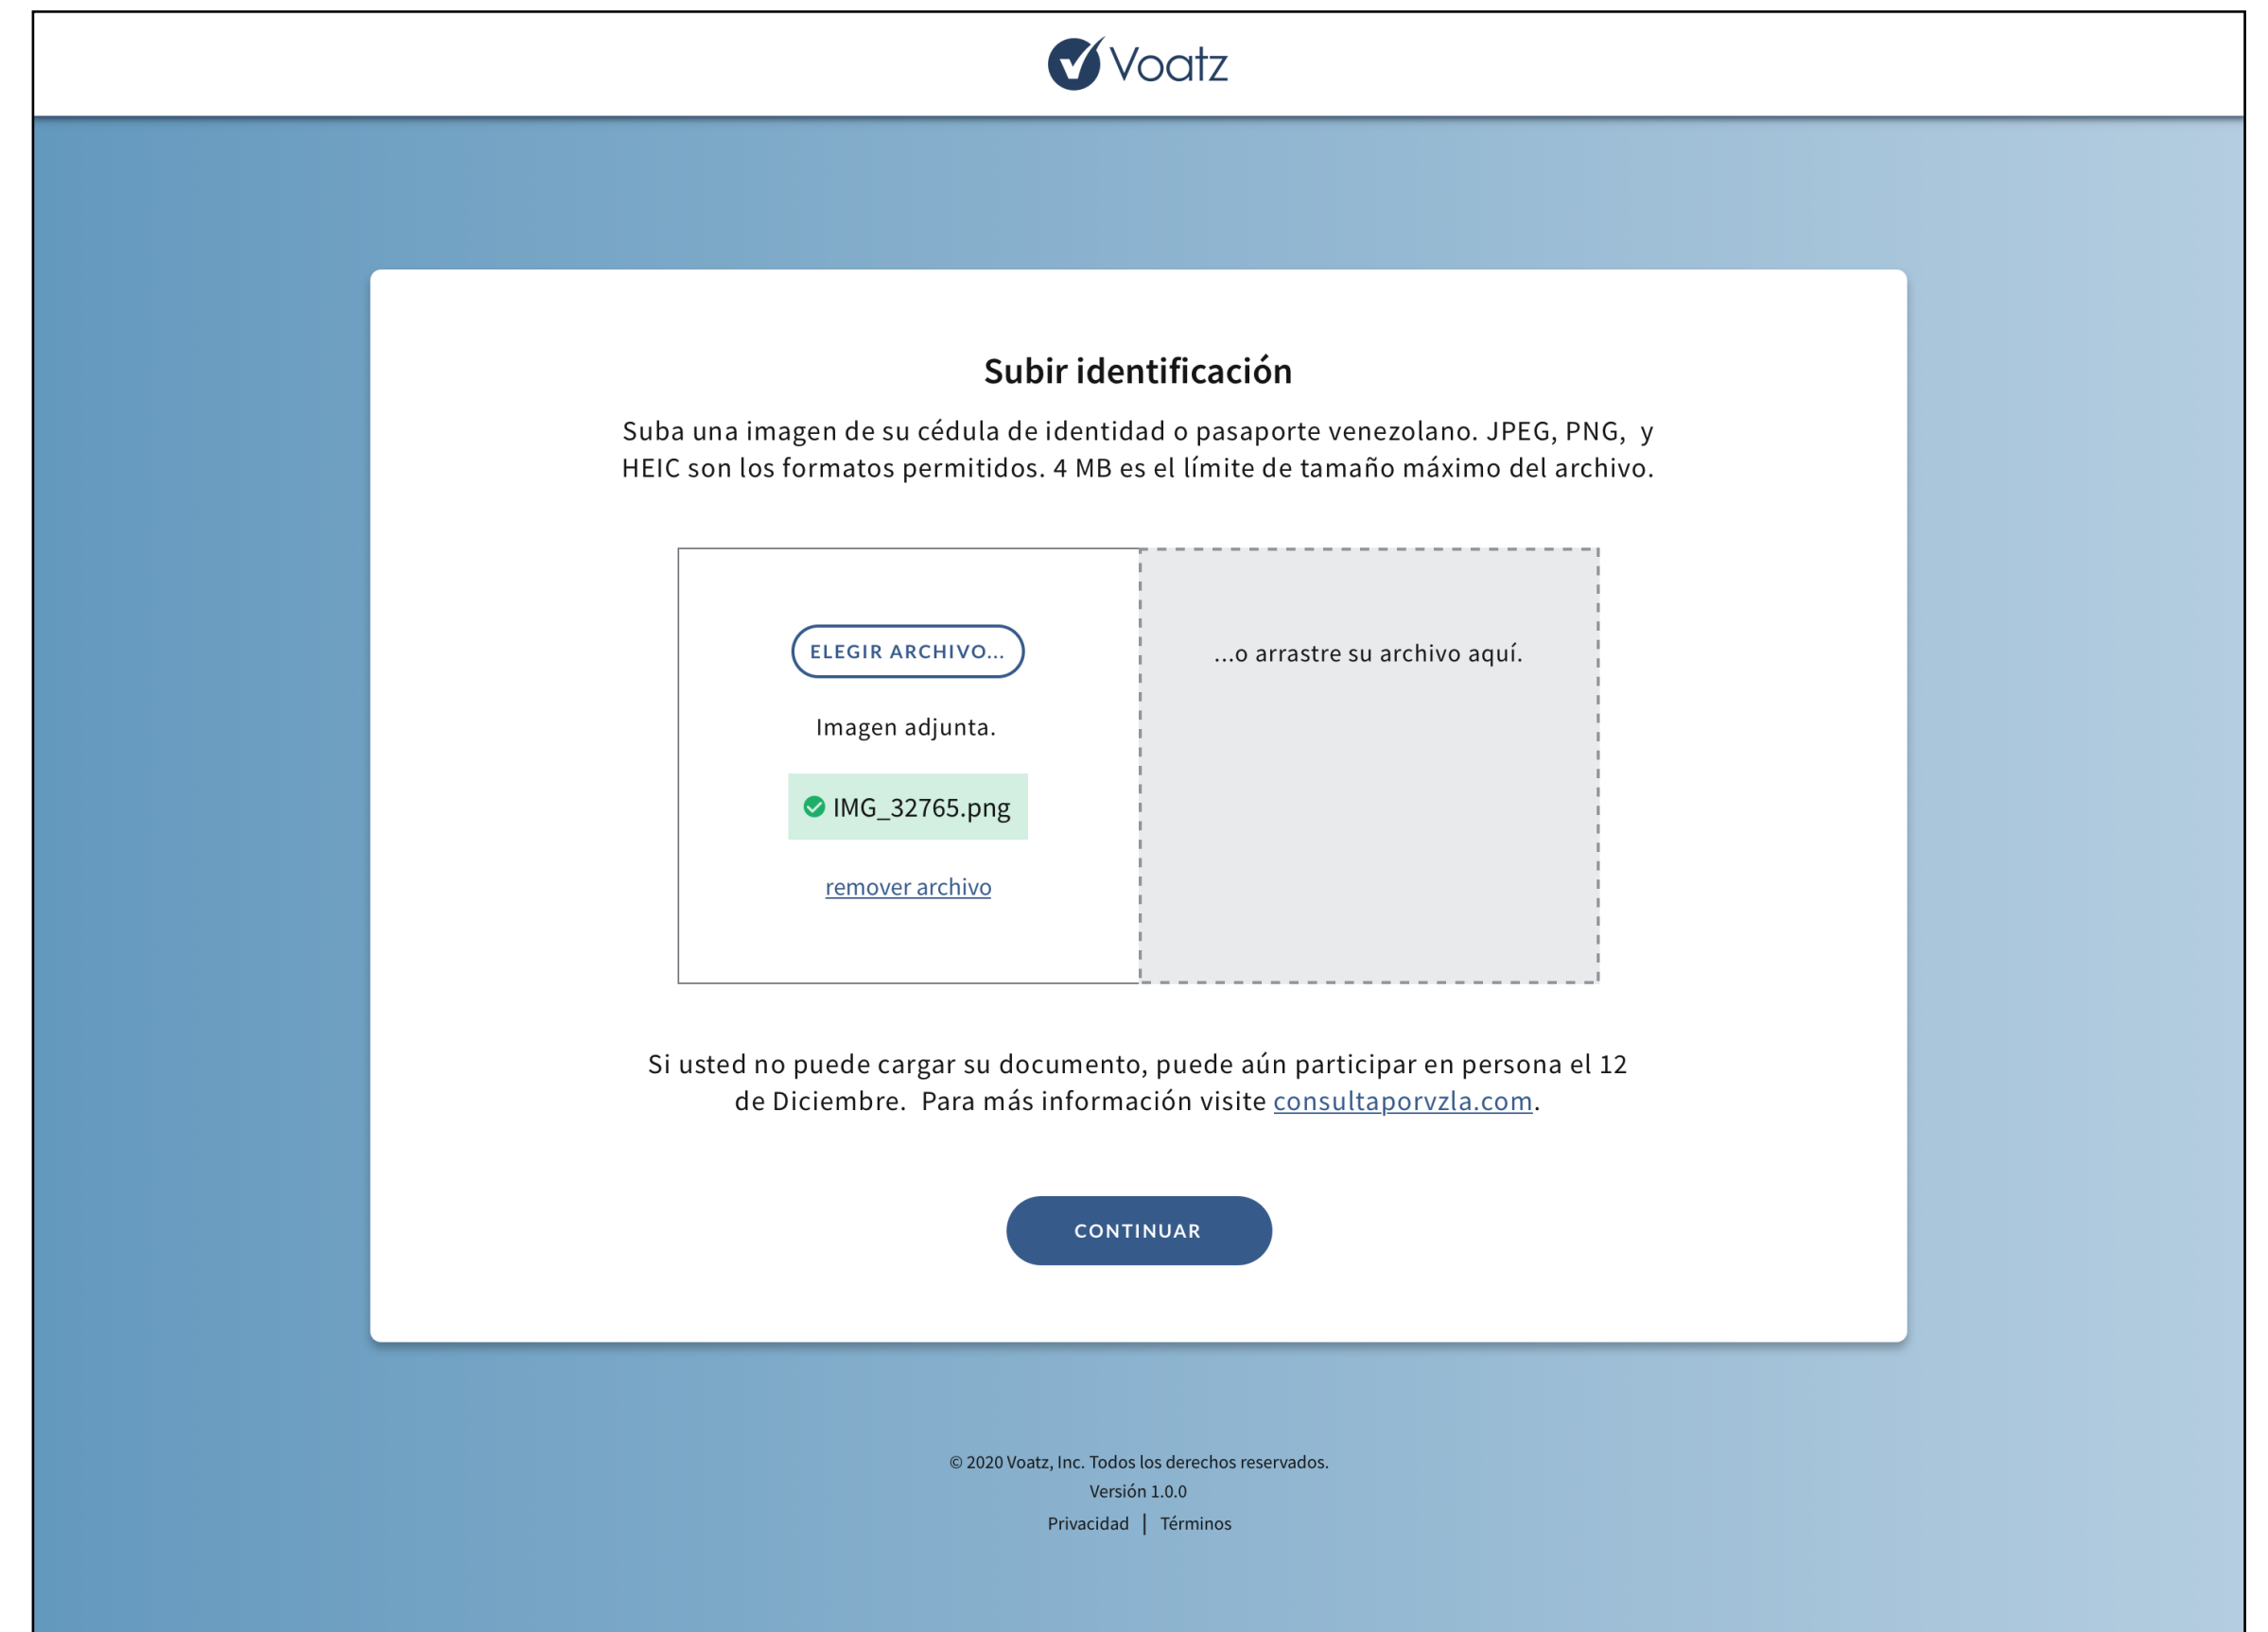 Voatz
Subir identificación
Suba una imagen de su cédula de identidad o pasaporte venezolano. JPEG, PNG,  y
HEIC son los formatos permitidos. 4 MB es el límite de tamaño máximo del archivo.
ELEGIR ARCHIVO...
...o arrastre su archivo aquí.
Imagen adjunta.
IMG_32765.png
remover archivo
Si usted no puede cargar su documento, puede aún participar en persona el 12
de Diciembre.  Para más información visite consultaporvzla.com.
CONTINUAR
© 2020 Voatz, Inc. Todos los derechos reservados.
Versión 1.0.0
Privacidad | Términos